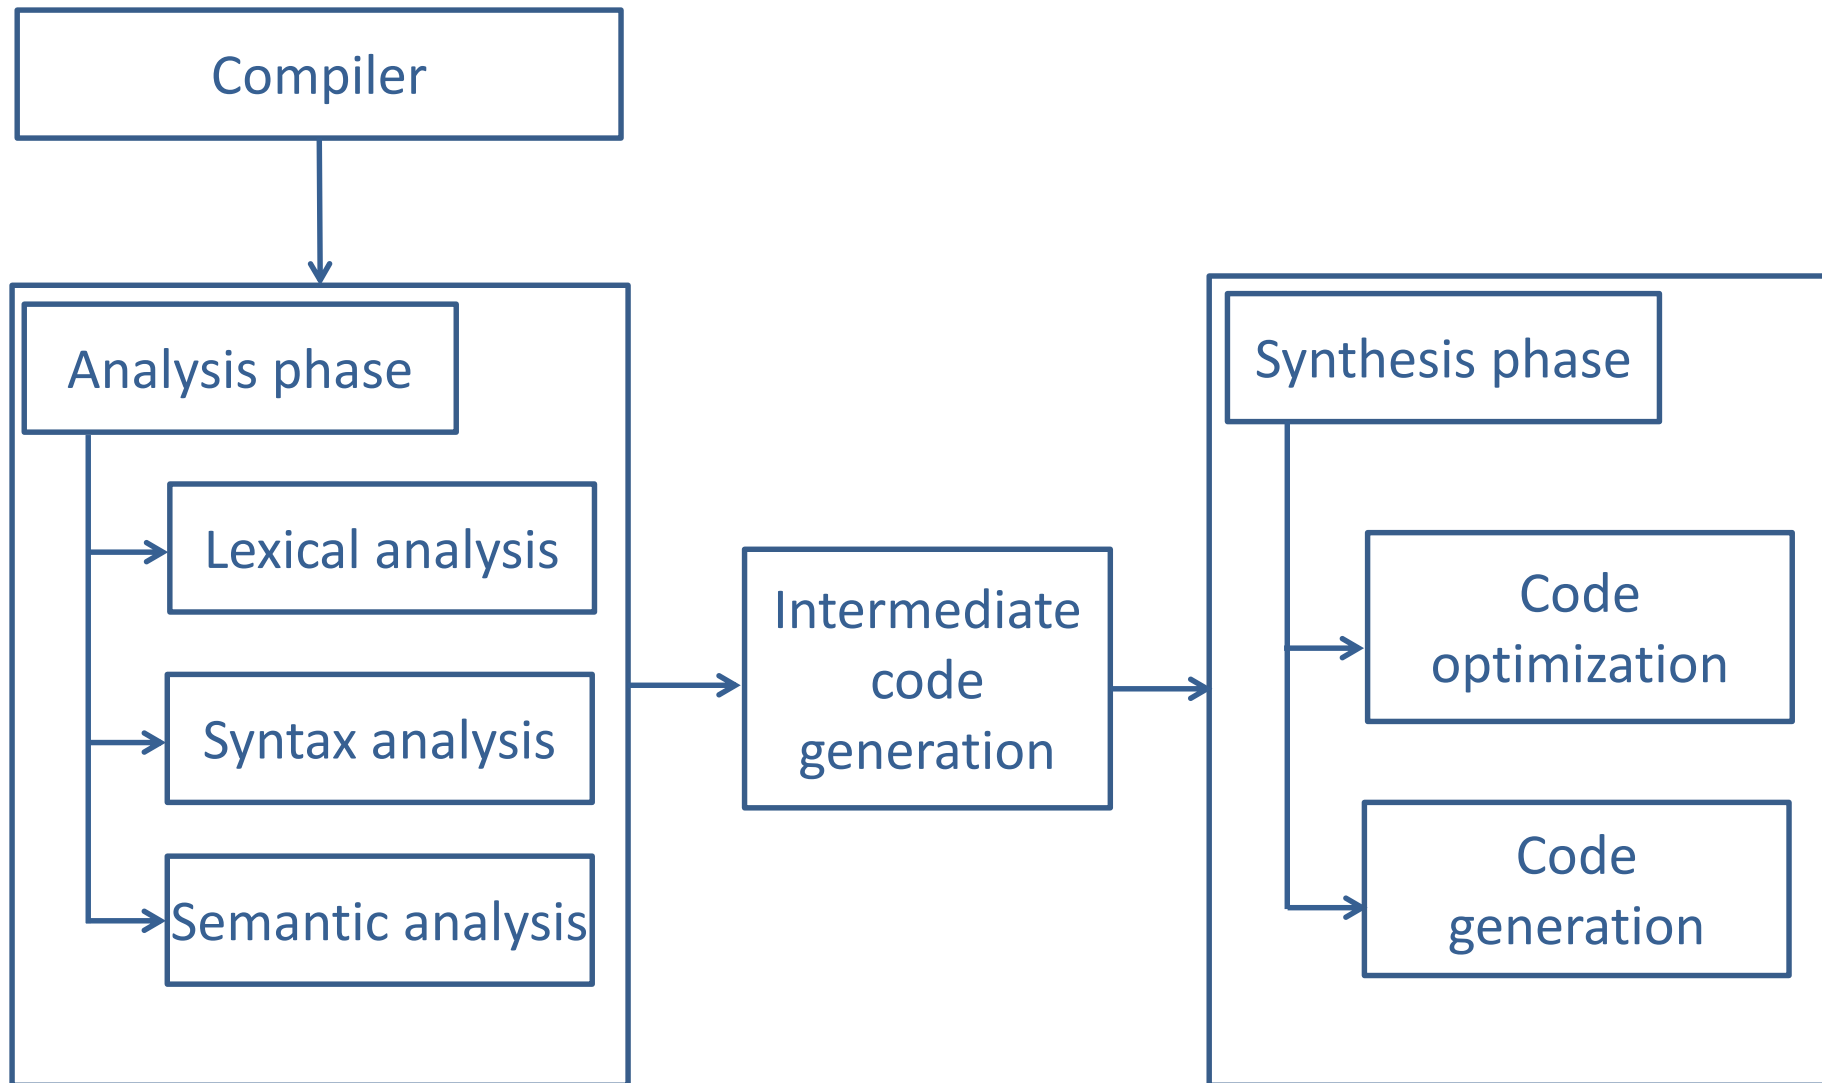 Compiler
Analysis phase
Lexical analysis
Syntax analysis
Semantic analysis
Intermediate
code
generation
Synthesis phase
Code
optimization
Code
generation